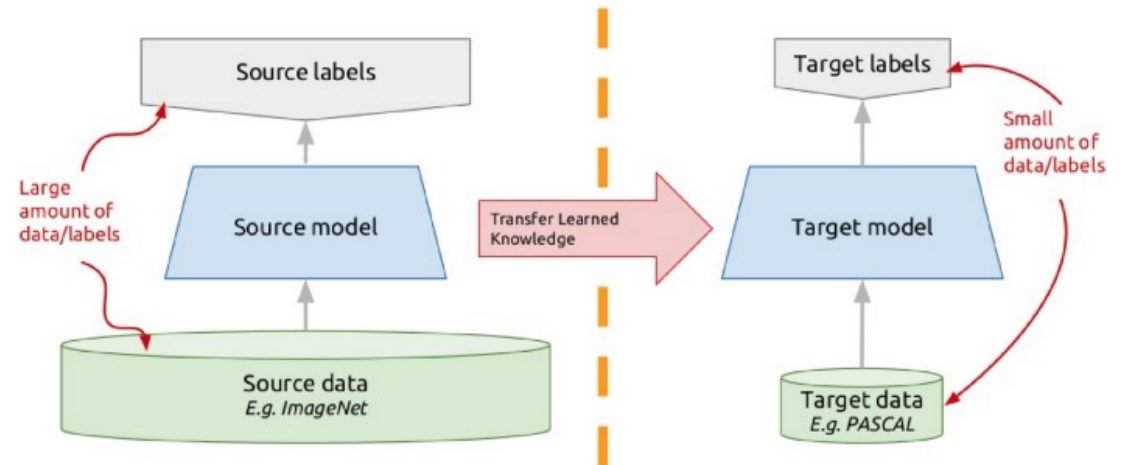 Source labels
Large
amount of
data/labels
Source model
Source data
E.g. ImageNet
Transfer Learned
Knowledge
Target labels
Small
amount of
data/labels
Target model
Target data
E.g. PASCAL